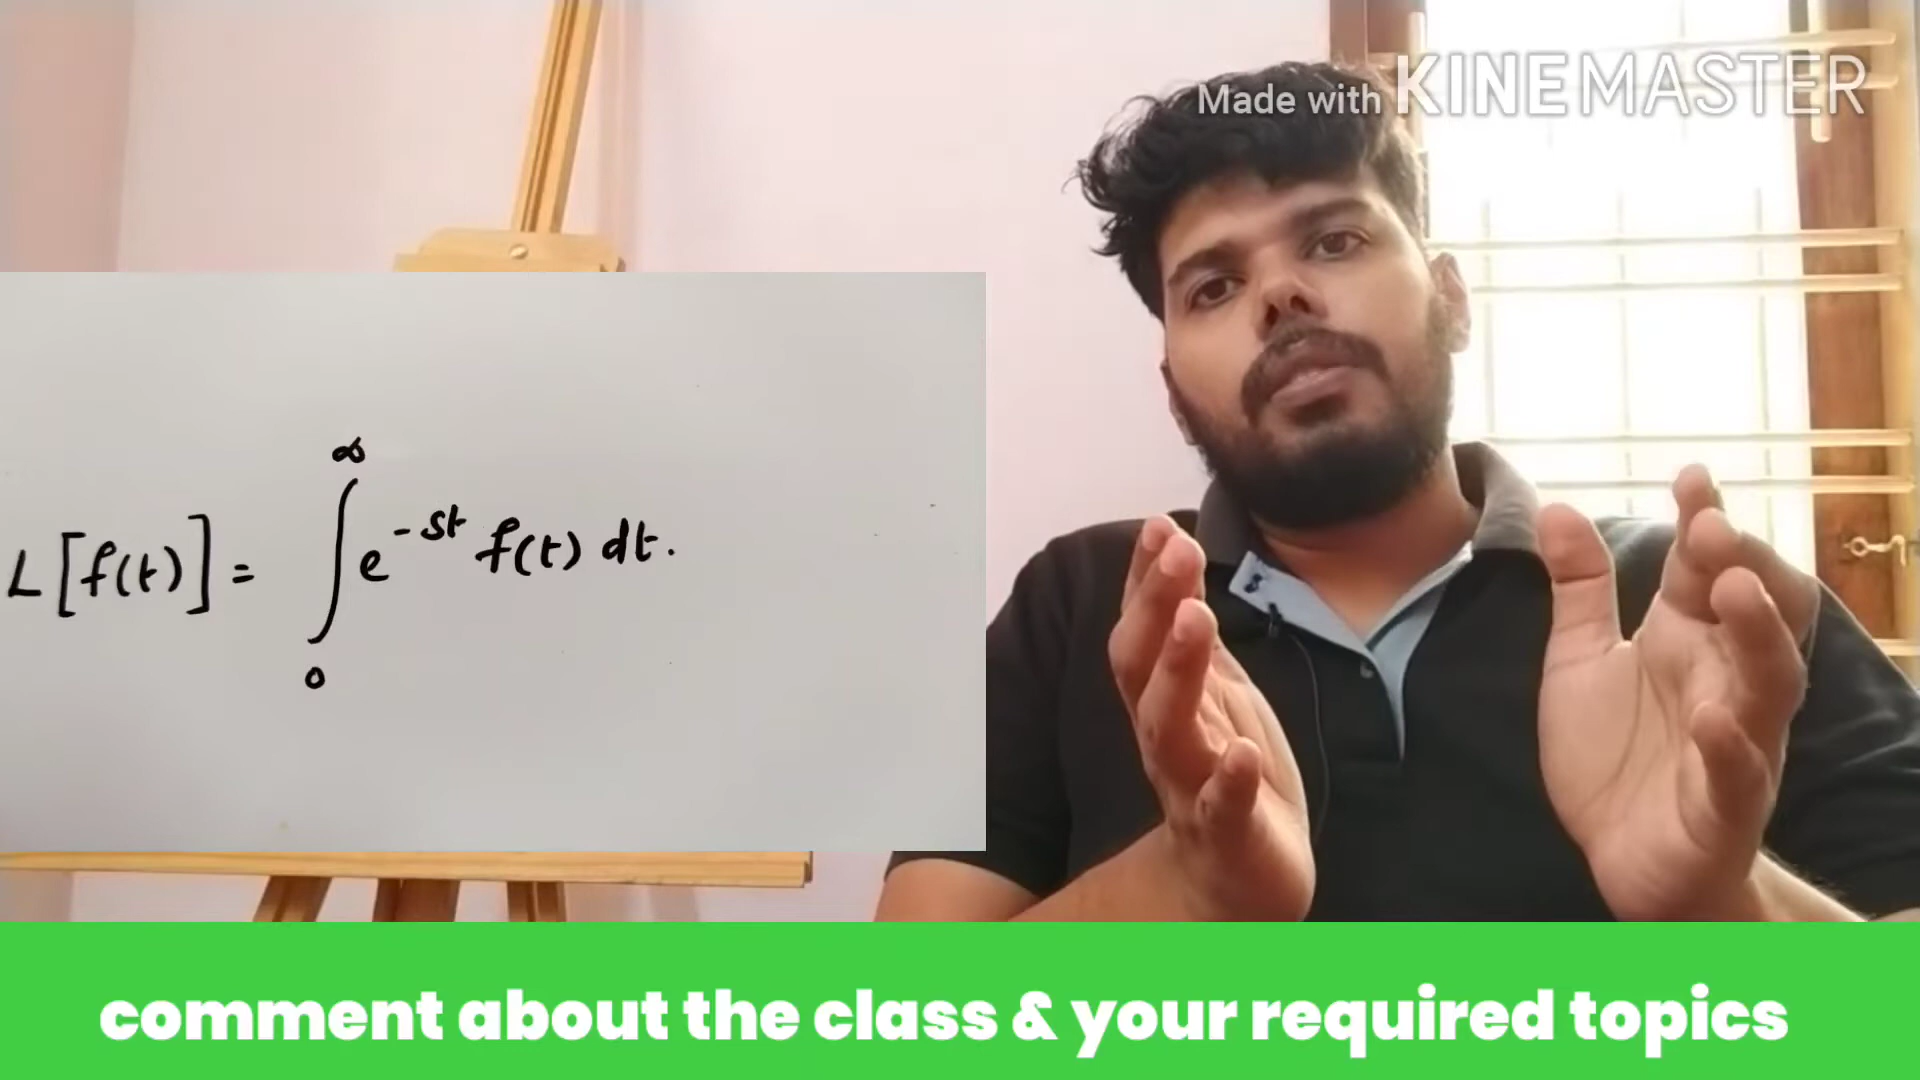 Made with KINEMASTER
L[f(t)] = ∫₀^∞ e^{-st} f(t) dt.
comment about the class & your required topics